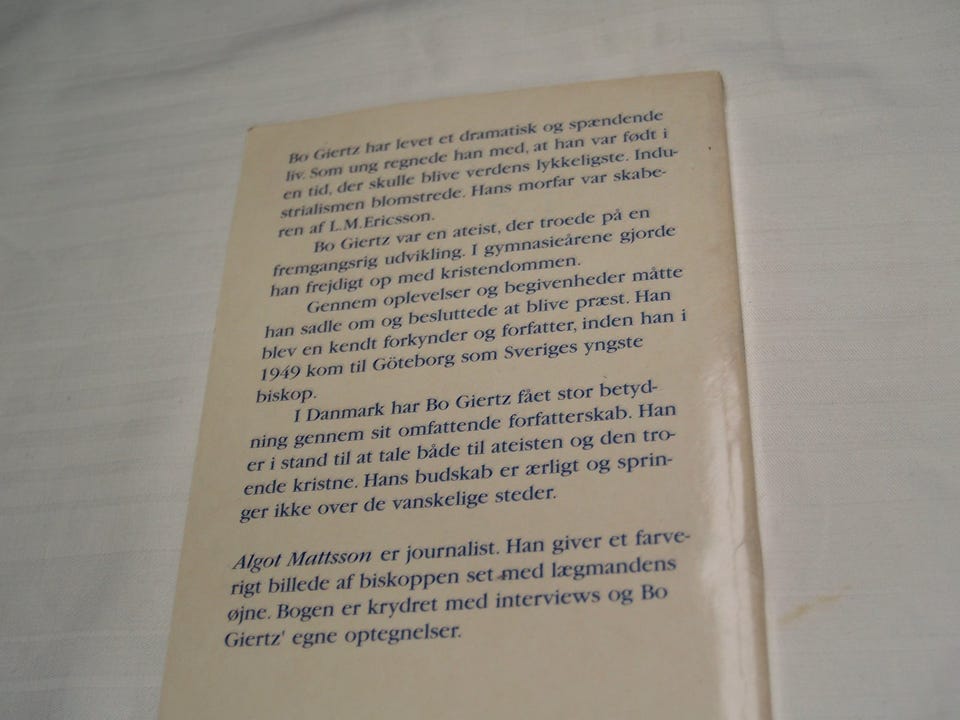 Bo Giertz har levet et dramatisk og spændende
liv. Som ung regnede han med, at han var født i
en tid, der skulle blive verdens lykkeligste. Indu-
strialismen blomstrede. Hans morfar var skabe-
ren af L.M.Ericsson.
Bo Giertz var en ateist, der troede på en
fremgangsrig udvikling. I gymnasieårene gjorde
han frejdigt op med kristendommen.
Gennem oplevelser og begivenheder måtte
han sadle om og besluttede at blive præst. Han
blev en kendt forkynder og forfatter, inden han i
1949 kom til Göteborg som Sveriges yngste
biskop.
I Danmark har Bo Giertz fået stor betyd-
ning gennem sit omfattende forfatterskab. Han
er i stand til at tale både til ateisten og den tro-
ende kristne. Hans budskab er ærligt og sprin-
ger ikke over de vanskelige steder.
Algot Mattsson er journalist. Han giver et farve-
rigt billede af biskoppen set med lægmandens
øjne. Bogen er krydret med interviews og Bo
Giertz' egne optegnelser.